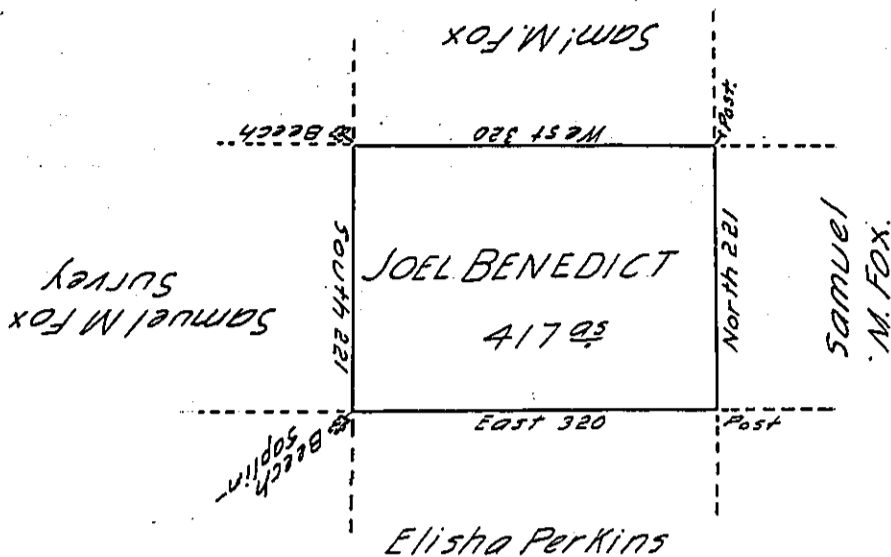 Sam! M. Fox
Beech
West 320
Post.
South 221
JOEL BENEDICT
417 as
North 221
Samuel
M. Fox.
Samuel M Fox
Survey
Beech
Saplin
East 320
Post
Elisha Perkins